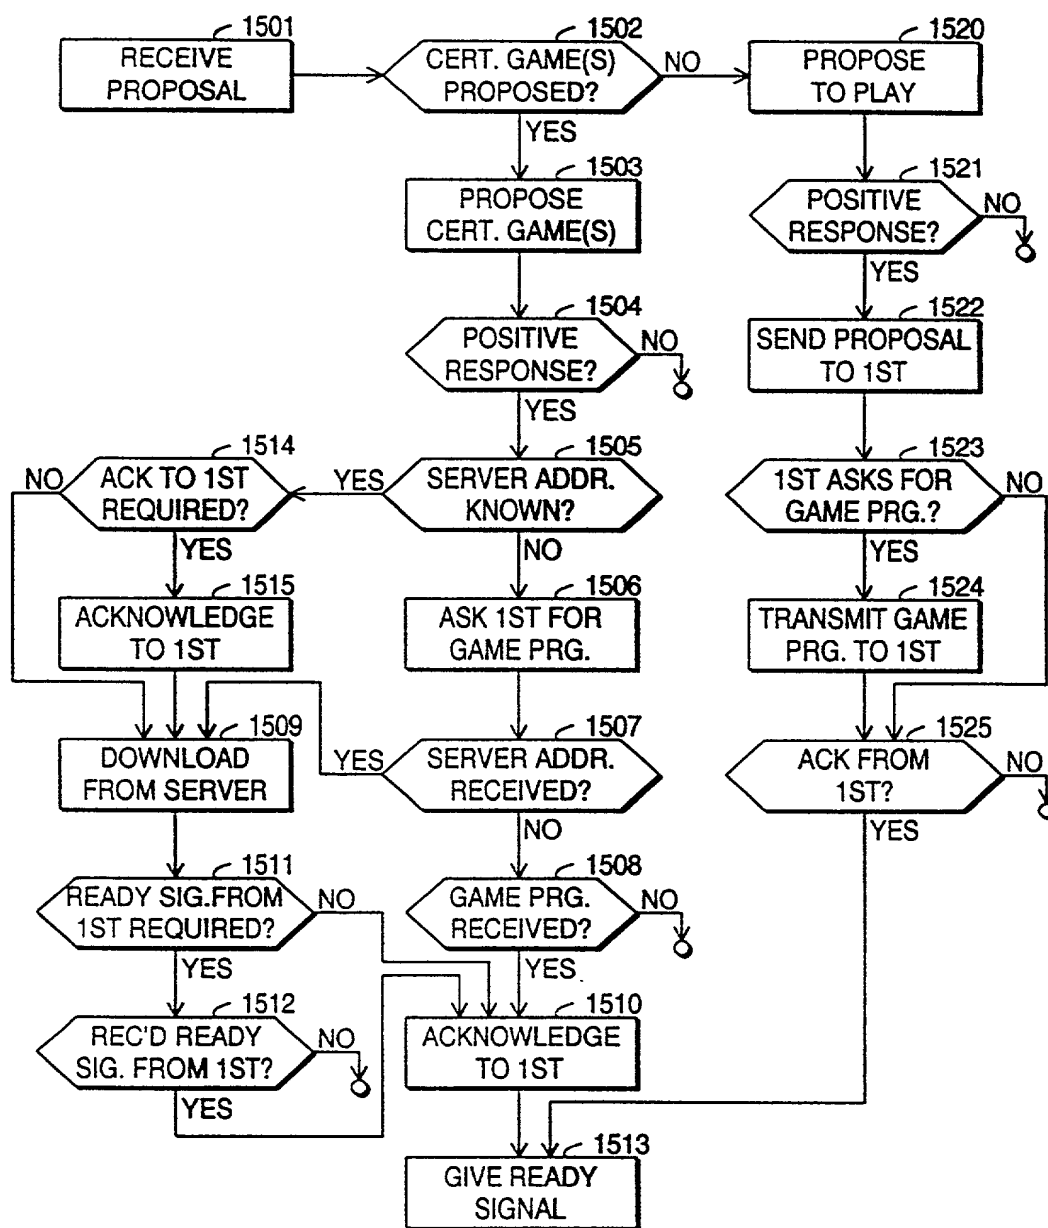 1501
RECEIVE
PROPOSAL
1502
CERT. GAME(S)
PROPOSED?
NO
YES
1520
PROPOSE
TO PLAY
1503
PROPOSE
CERT. GAME(S)
1521
POSITIVE
RESPONSE?
NO
YES
1504
POSITIVE
RESPONSE?
NO
YES
1522
SEND PROPOSAL
TO 1ST
1514
ACK TO 1ST
REQUIRED?
NO
YES
1505
SERVER ADDR.
KNOWN?
YES
NO
1523
1ST ASKS FOR
GAME PRG.?
NO
YES
1515
ACKNOWLEDGE
TO 1ST
1506
ASK 1ST FOR
GAME PRG.
1524
TRANSMIT GAME
PRG. TO 1ST
1509
DOWNLOAD
FROM SERVER
1507
SERVER ADDR.
RECEIVED?
YES
NO
1525
ACK FROM
1ST?
NO
YES
1511
READY SIG.FROM
1ST REQUIRED?
NO
YES
1508
GAME PRG.
RECEIVED?
NO
YES
1512
REC'D READY
SIG. FROM 1ST?
NO
YES
1510
ACKNOWLEDGE
TO 1ST
1513
GIVE READY
SIGNAL